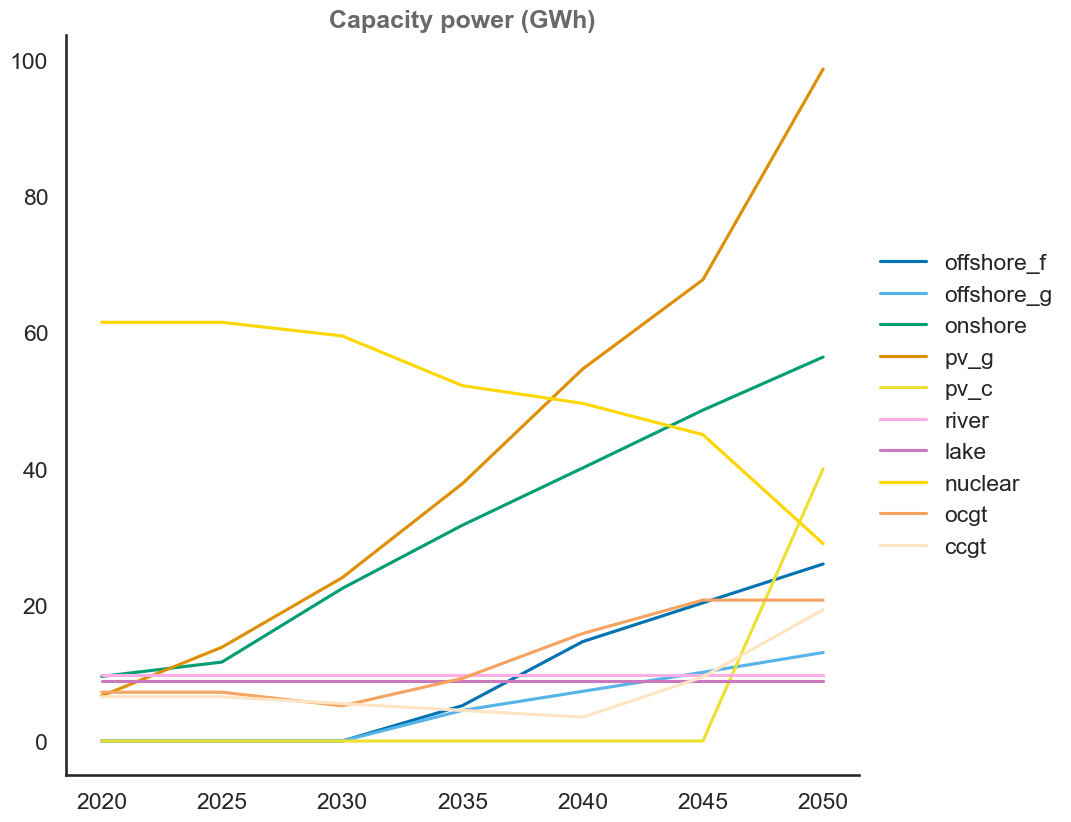 Capacity power (GWh)
100
80
60
40
20
0
2020 2025 2030 2035 2040 2045 2050
offshore_f
offshore_g
onshore
pv_g
pv_c
river
lake
nuclear
ocgt
ccgt